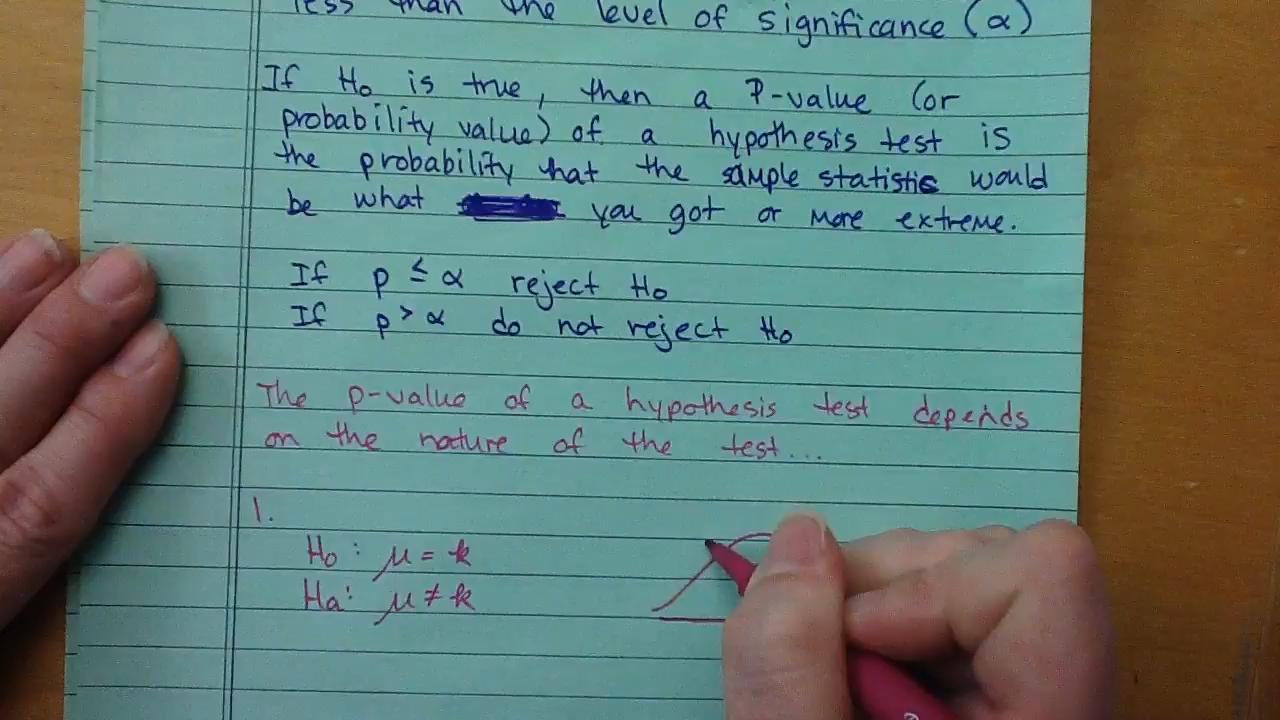 less than the level of significance (α)
If H₀ is true, then a P-value (or
probability value) of a hypothesis test is
the probability that the sample statistic would
be what you got or more extreme.
If p ≤ α reject H₀
If p > α do not reject H₀
The p-value of a hypothesis test depends
on the nature of the test...
1.
H₀: μ = k
Ha: μ ≠ k